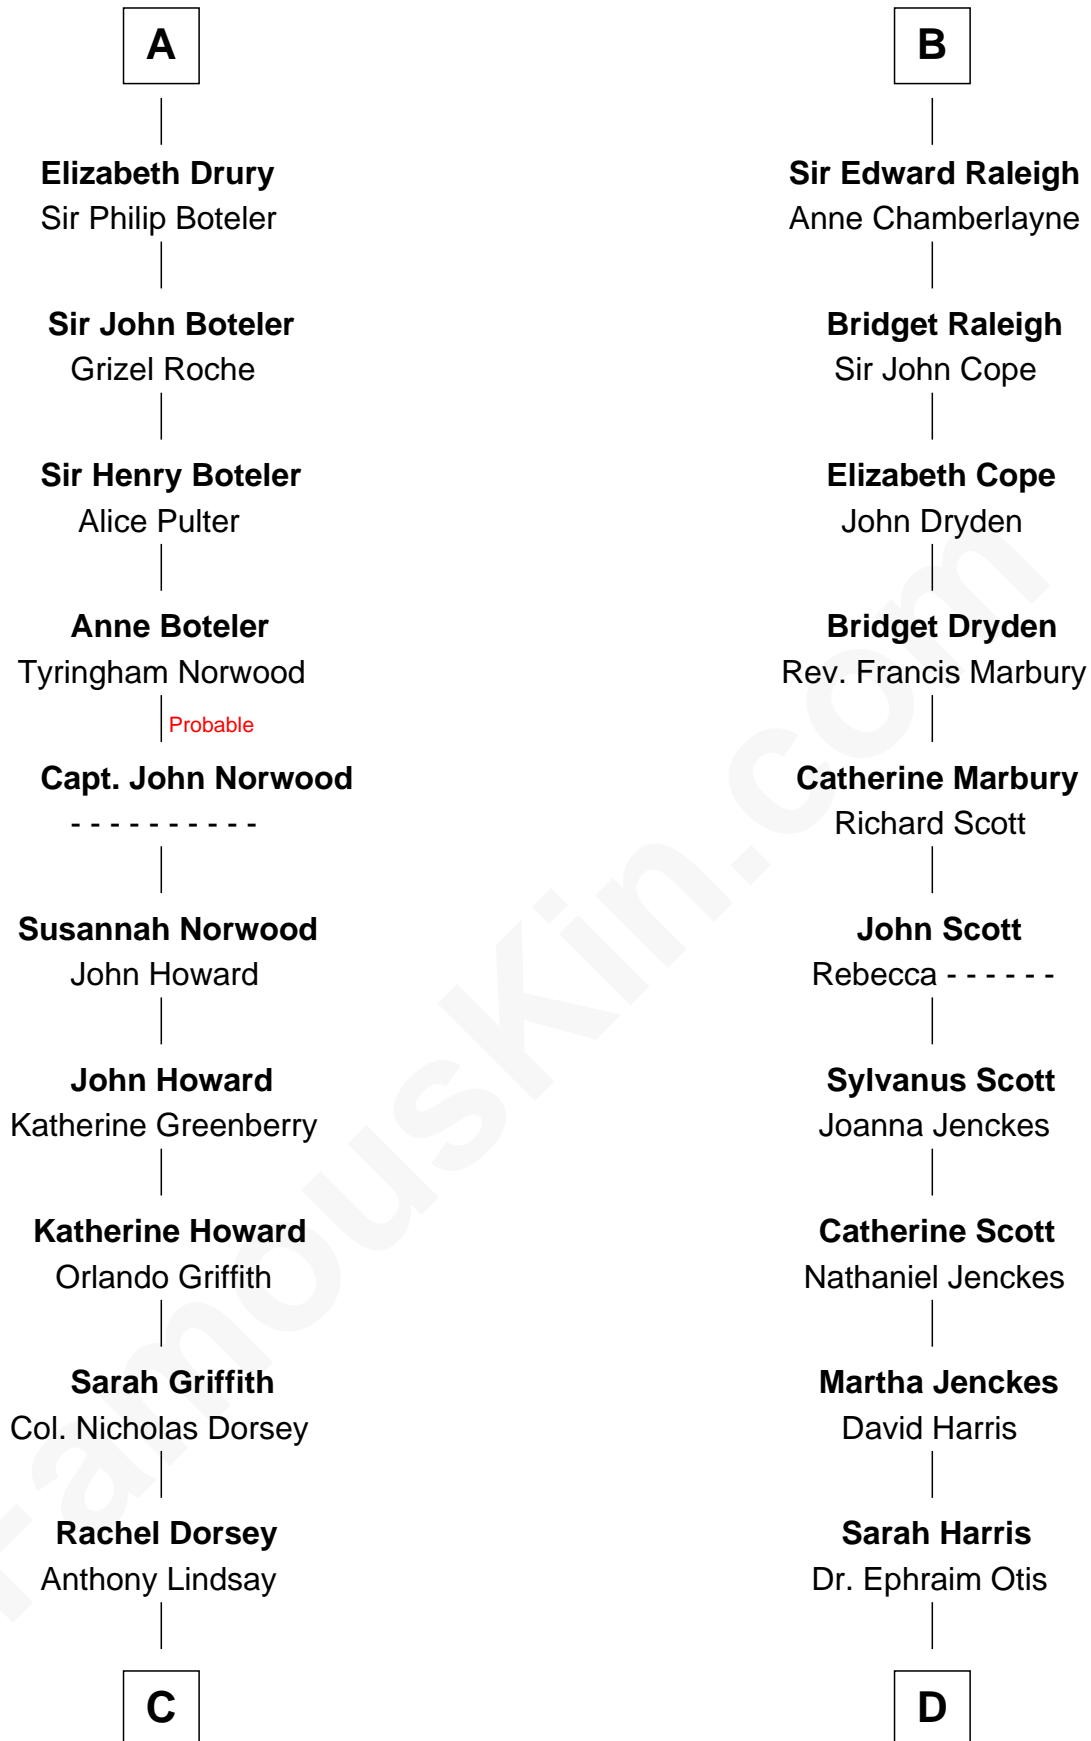 A
Elizabeth Drury
Sir Philip Boteler
Sir John Boteler
Grizel Roche
Sir Henry Boteler
Alice Pulter
Anne Boteler
Tyringham Norwood
Probable
Capt. John Norwood
- - - - - - - - - -
Susannah Norwood
John Howard
John Howard
Katherine Greenberry
Katherine Howard
Orlando Griffith
Sarah Griffith
Col. Nicholas Dorsey
Rachel Dorsey
Anthony Lindsay
C
B
Sir Edward Raleigh
Anne Chamberlayne
Bridget Raleigh
Sir John Cope
Elizabeth Cope
John Dryden
Bridget Dryden
Rev. Francis Marbury
Catherine Marbury
Richard Scott
John Scott
Rebecca - - - - - -
Sylvanus Scott
Joanna Jenckes
Catherine Scott
Nathaniel Jenckes
Martha Jenckes
David Harris
Sarah Harris
Dr. Ephraim Otis
D
FamousKin.com